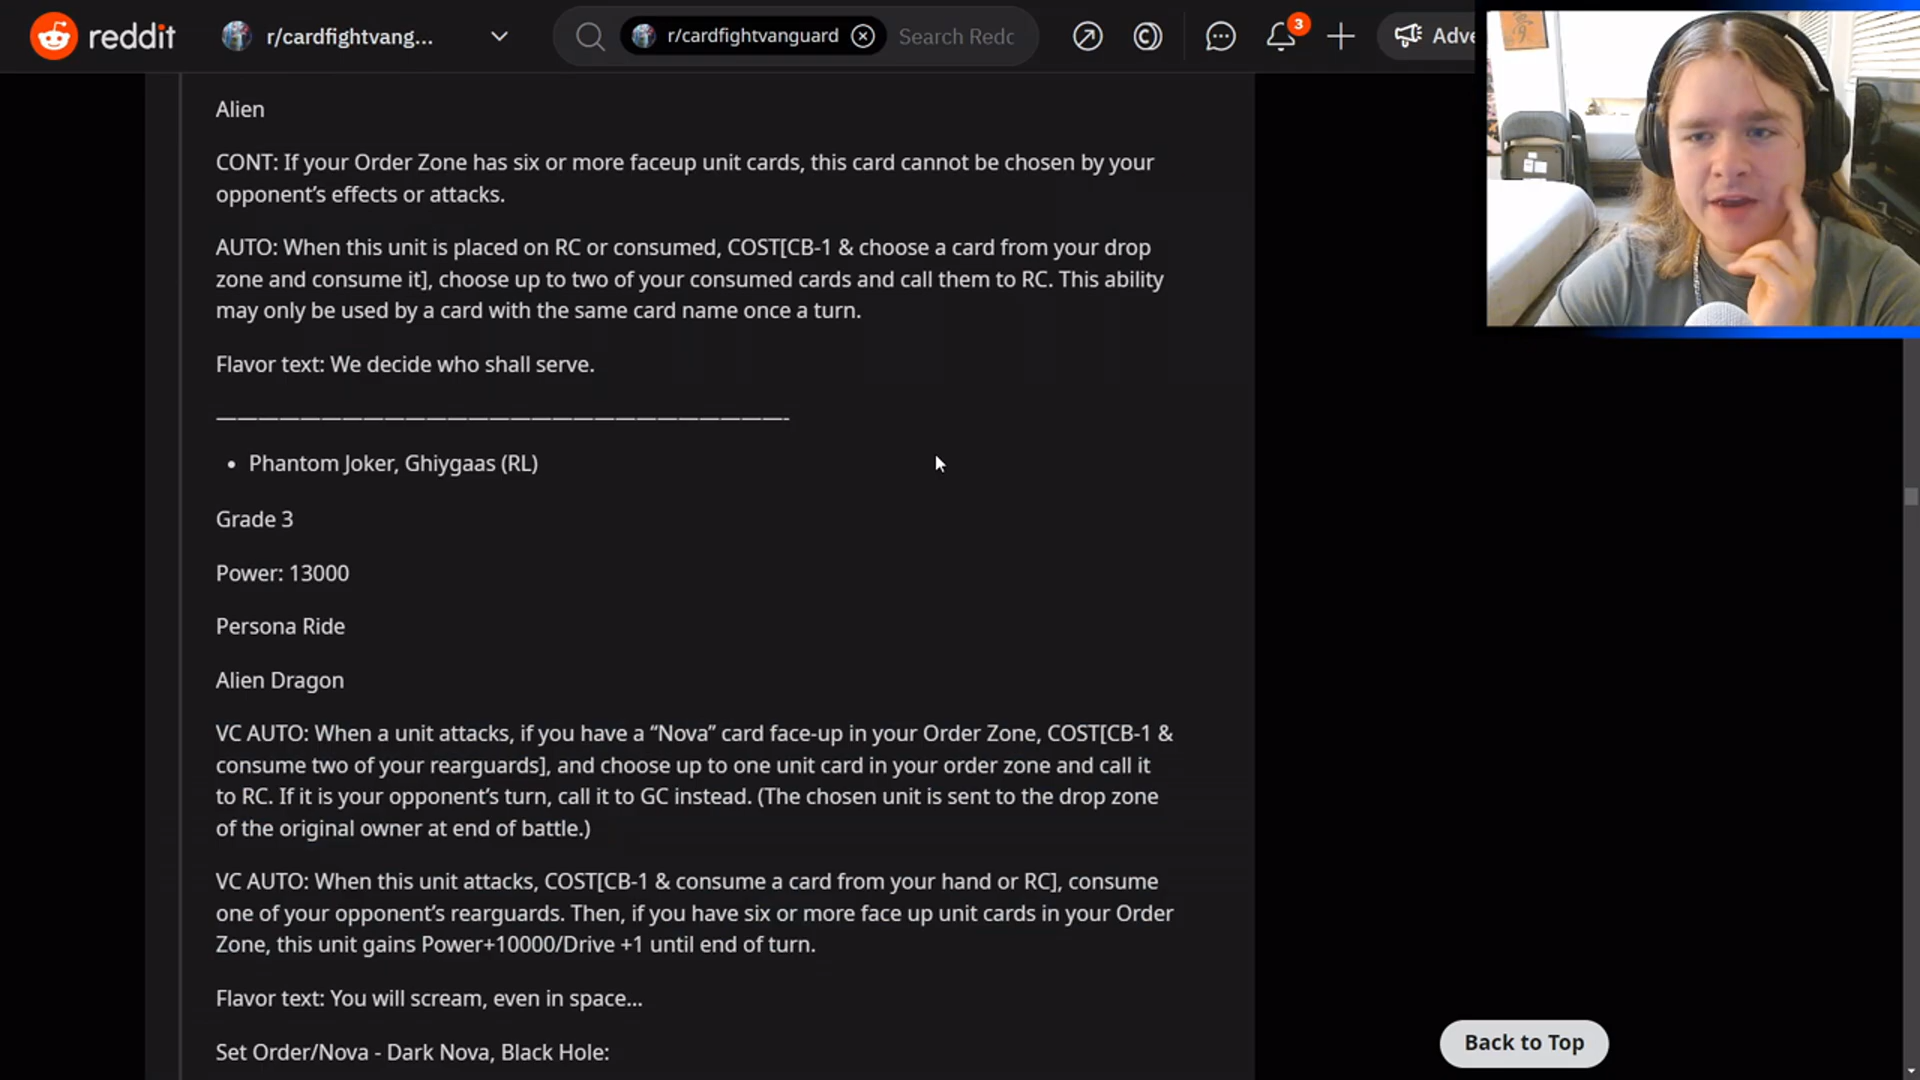 reddit
r/cardfightvang...
r/cardfightvanguard
Search Redc
3
Adve
Alien
CONT: If your Order Zone has six or more faceup unit cards, this card cannot be chosen by your
opponent's effects or attacks.
AUTO: When this unit is placed on RC or consumed, COST[CB-1 & choose a card from your drop
zone and consume it], choose up to two of your consumed cards and call them to RC. This ability
may only be used by a card with the same card name once a turn.
Flavor text: We decide who shall serve.
———————————————————————————-
• Phantom Joker, Ghiygaas (RL)
Grade 3
Power: 13000
Persona Ride
Alien Dragon
VC AUTO: When a unit attacks, if you have a “Nova” card face-up in your Order Zone, COST[CB-1 &
consume two of your rearguards], and choose up to one unit card in your order zone and call it
to RC. If it is your opponent's turn, call it to GC instead. (The chosen unit is sent to the drop zone
of the original owner at end of battle.)
VC AUTO: When this unit attacks, COST[CB-1 & consume a card from your hand or RC], consume
one of your opponent's rearguards. Then, if you have six or more face up unit cards in your Order
Zone, this unit gains Power+10000/Drive +1 until end of turn.
Flavor text: You will scream, even in space...
Set Order/Nova - Dark Nova, Black Hole:
Back to Top